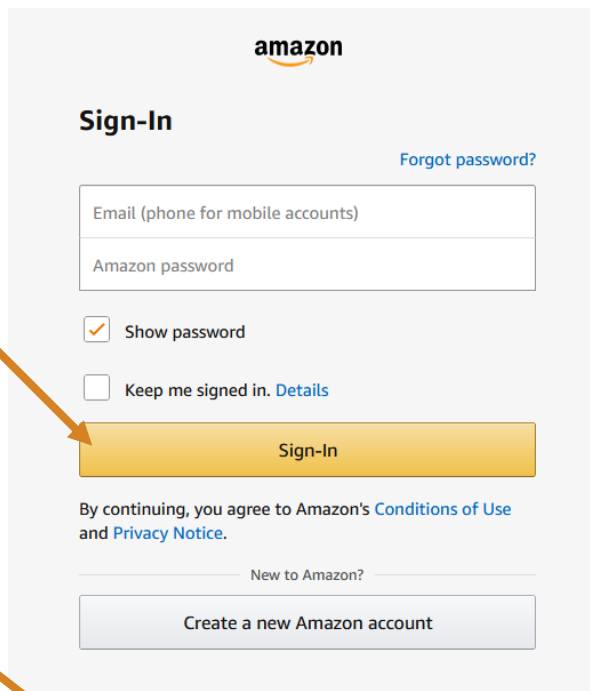 amazon
Sign-In
Forgot password?
Email (phone for mobile accounts)
Amazon password
Show password
Keep me signed in. Details
Sign-In
By continuing, you agree to Amazon's Conditions of Use
and Privacy Notice.
New to Amazon?
Create a new Amazon account